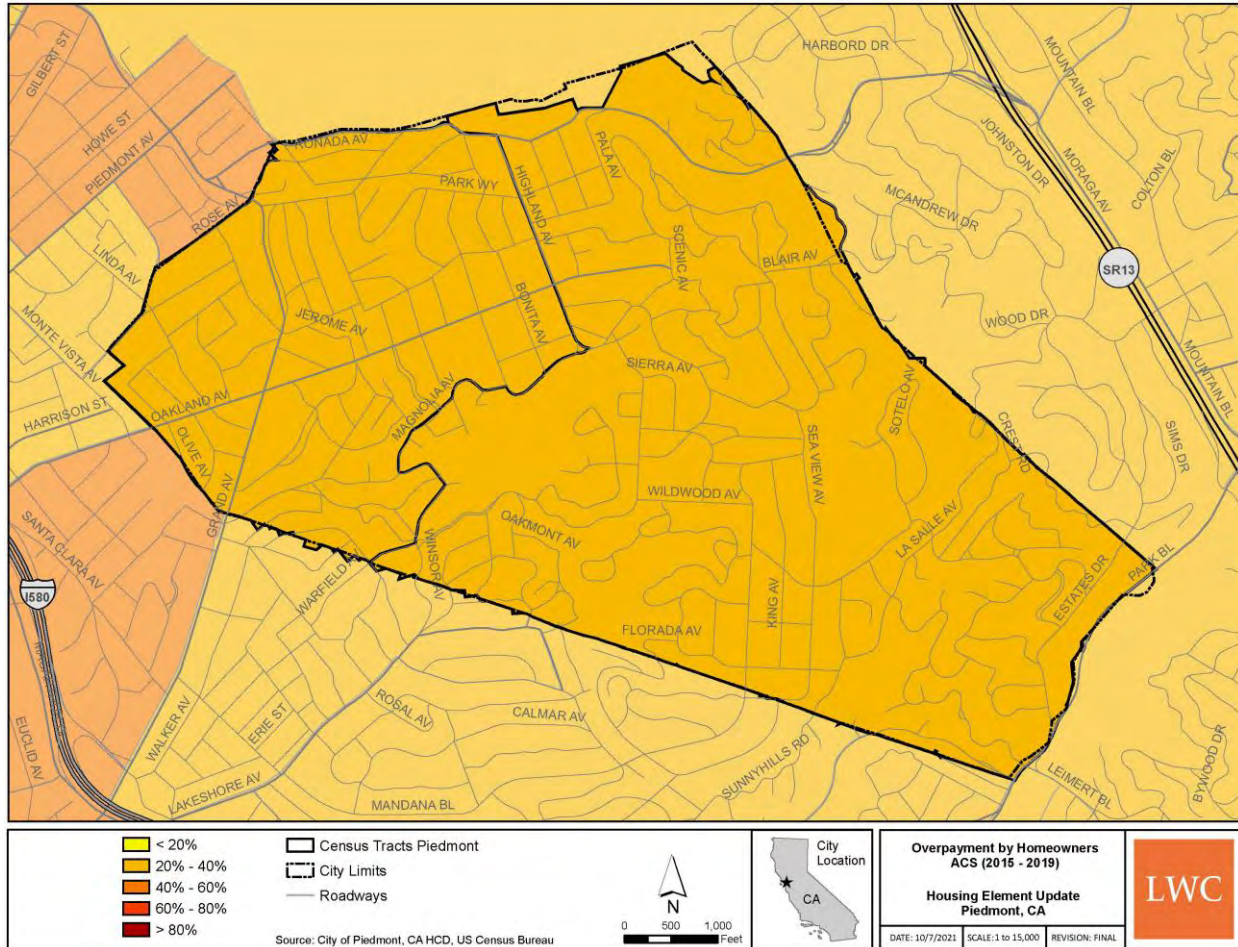 HARBORD DR
MOUNTAIN BL
GILBERT ST
HOWE ST
PIEDMONT AV
JOHNSTON DR
MORAGA AV
COLTON BL
RONADA AV
PALA AV
PARK WY
HIGHLAND AV
MCANDREW DR
ROSE AV
LINDA AV
SCENIC AV
BLAIR AV
SR13
BONITA AV
JEROME AV
WOOD DR
MONTE VISTA AV
MOUNTAIN BL
SIERRA AV
HARRISON ST
OAKLAND AV
MAGNOLIA AV
SOTELO AV
OLIVE AV
SEA VIEW AV
CREST RD
SIMS DR
GRAND AV
WILDWOOD AV
SANTA CLARA AV
OAKMONT AV
LA SALLE AV
WINSOR AV
PARK BL
I580
WARFIELD
ESTATES DR
KING AV
FLORADA AV
ROSAL AV
CALMAR AV
EUCLID AV
WALKER AV
ERIE ST
SUNNYHILLS RD
LEIMERT BL
BYWOOD DR
LAKESHORE AV
MANDANA BL
< 20%
20% - 40%
40% - 60%
60% - 80%
> 80%
Census Tracts Piedmont
City Limits
Roadways
Source: City of Piedmont, CA HCD, US Census Bureau
N
0 500 1,000
Feet
City
Location
CA
Overpayment by Homeowners
ACS (2015 - 2019)
Housing Element Update
Piedmont, CA
DATE: 10/7/2021 SCALE:1 to 15,000 REVISION: FINAL
LWC